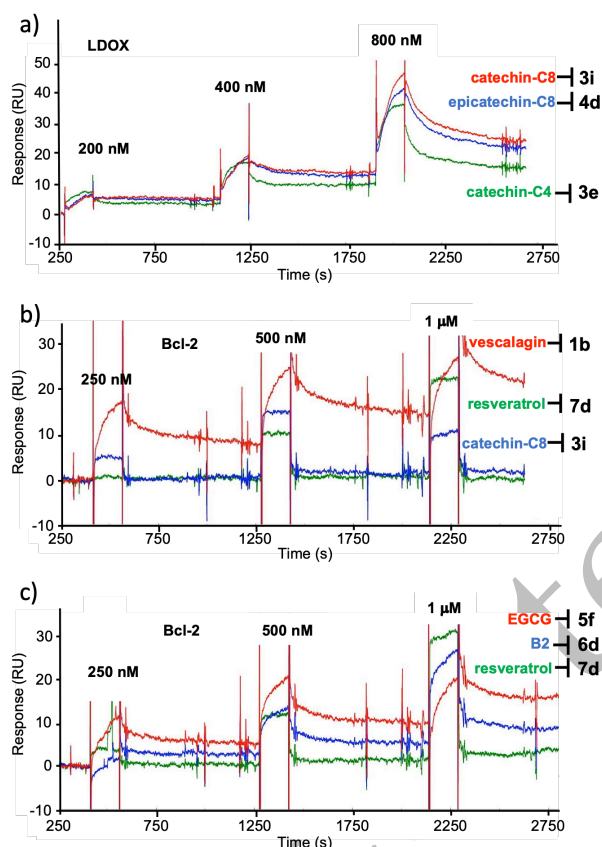 a)
LDOX
800 nM
400 nM
200 nM
catechin-C8 3i
epicatechin-C8 4d
catechin-C4 3e
Response (RU)
50
40
30
20
10
0
-10
250 750 1250 1750 2250 2750
Time (s)
b)
Bcl-2
1 µM
500 nM
250 nM
vescalagin 1b
resveratrol 7d
catechin-C8 3i
Response (RU)
30
20
10
0
-10
250 750 1250 1750 2250 2750
Time (s)
c)
Bcl-2
1 µM
500 nM
250 nM
EGCG 5f
B2 6d
resveratrol 7d
Response (RU)
30
20
10
0
-10
250 750 1250 1750 2250 2750
Time (s)